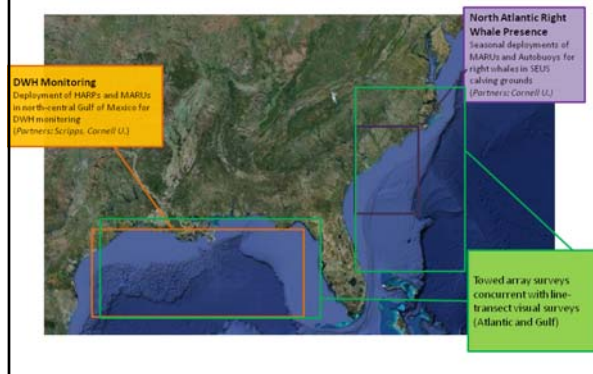 DWH Monitoring
Deployment of HARPs and MARUs
in north-central Gulf of Mexico for
DWH monitoring
(Partners: Scripps, Cornell U.)
North Atlantic Right
Whale Presence
Seasonal deployments of
MARUs and Autobuoys for
right whales in SEUS
calving grounds
(Partners: Cornell U.)
Towed array surveys
concurrent with line-
transect visual surveys
(Atlantic and Gulf)